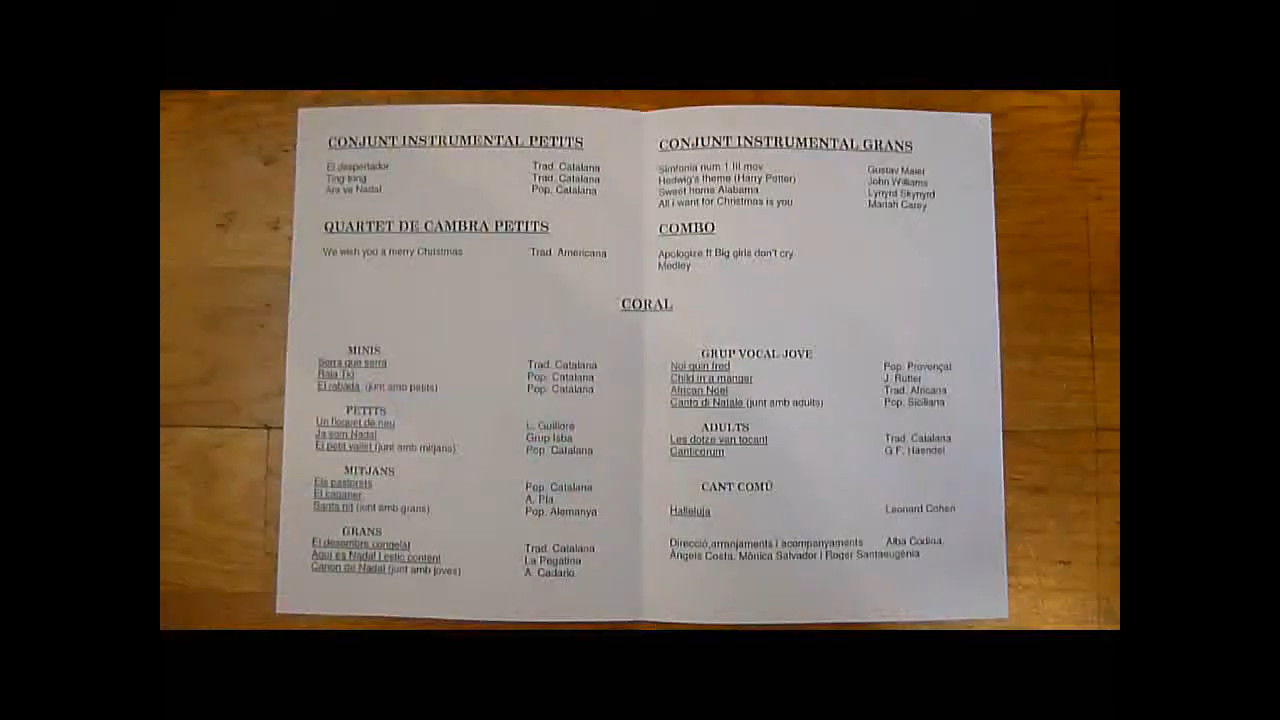 CONJUNT INSTRUMENTAL PETITS
El despertador Trad. Catalana
Ting tong Trad. Catalana
Ara ve Nadal Pop. Catalana
QUARTET DE CAMBRA PETITS
We wish you a merry Christmas Trad. Americana
CONJUNT INSTRUMENTAL GRANS
Simfonia num 1 III mov Gustav Maler
Hedwig's theme (Harry Potter) John Williams
Sweet home Alabama Lynyrd Skynyrd
All i want for Christmas is you Mariah Carey
COMBO
Apologize ft Big girls don't cry
Medley
CORAL
MINIS
Serra que serra Trad. Catalana
Raja Tió Pop. Catalana
El rabadà (junt amb petits) Pop. Catalana
PETITS
Un floquet de neu L. Guillore
Ja som Nadal Grup Isba
El petit vailet (junt amb mitjans) Pop. Catalana
MITJANS
Els pastorets Pop. Catalana
El caganer A. Pla
Santa nit (junt amb grans) Pop. Alemanya
GRANS
El desembre congelat Trad. Catalana
Aquí és Nadal i estic content La Pegatina
Cànon de Nadal (junt amb joves) A. Cadario
GRUP VOCAL JOVE
Noi quin fred Pop. Provençal
Child in a manger J. Rutter
African Noel Trad. Africana
Canto di Natale (junt amb adults) Pop. Siciliana
ADULTS
Les dotze van tocant Trad. Catalana
Canticorum G.F. Haendel
CANT COMÚ
Halleluja Leonard Cohen
Direcció,arranjaments i acompanyaments Alba Codina,
Àngels Costa, Mònica Salvador i Roger Santaeugènia